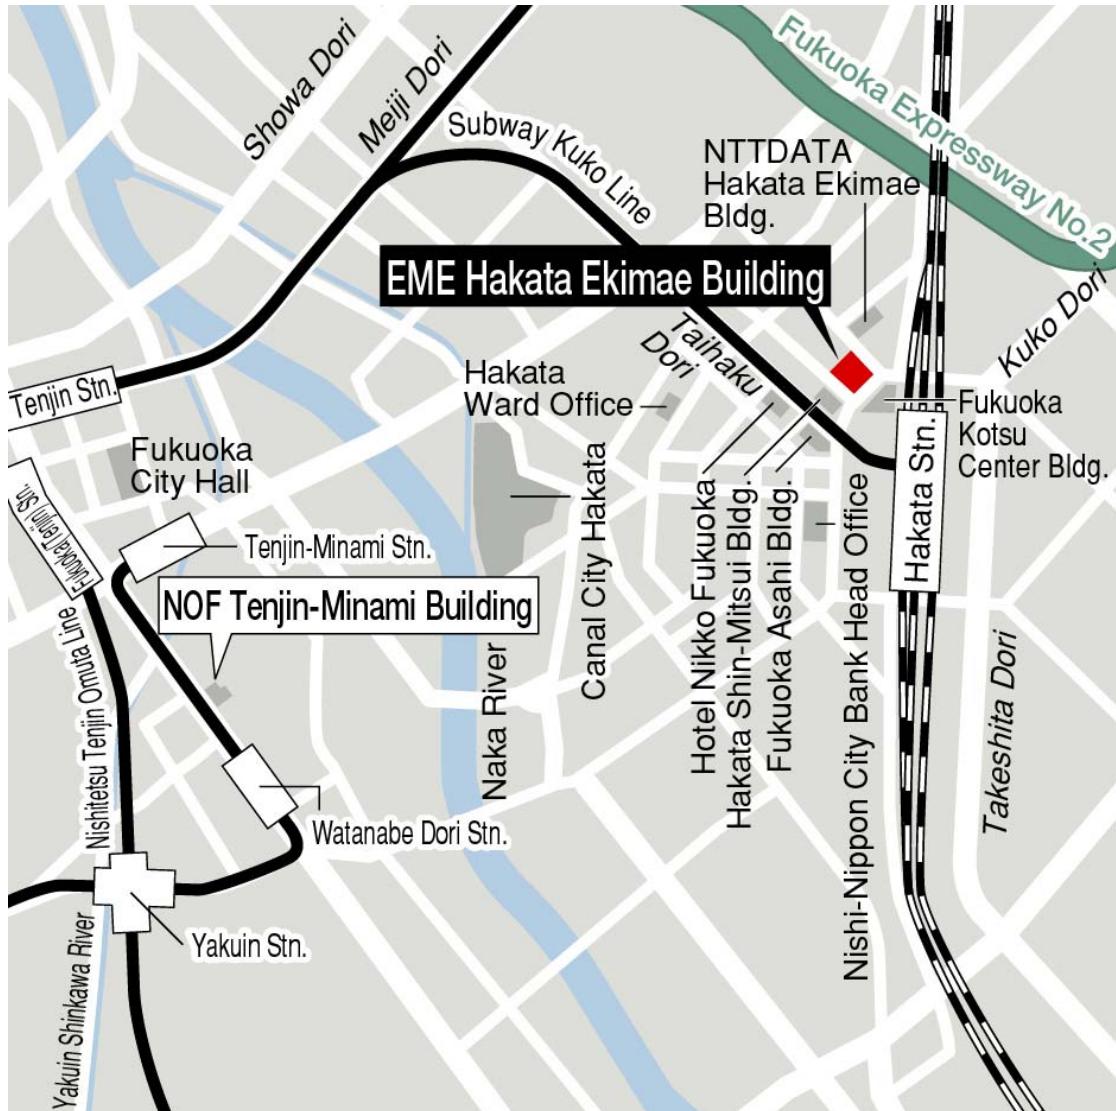 Fukuoka Expressway No.2
Showa Dori
Meiji Dori
Subway Kuko Line
NTTDATA
Hakata Ekimae
Bldg.
EME Hakata Ekimae Building
Kuko Dori
Taihaku
Dori
Tenjin Stn.
Hakata
Ward Office
Fukuoka
Kotsu
Center Bldg.
Fukuoka
City Hall
Hakata Stn.
Fukuoka(Tenjin) Stn.
Tenjin-Minami Stn.
NOF Tenjin-Minami Building
Canal City Hakata
Naka River
Hotel Nikko Fukuoka
Hakata Shin-Mitsui Bldg.
Fukuoka Asahi Bldg.
Nishi-Nippon City Bank Head Office
Takeshita Dori
Nishitetsu Tenjin Omuta Line
Watanabe Dori Stn.
Yakuin Stn.
Yakuin Shinkawa River